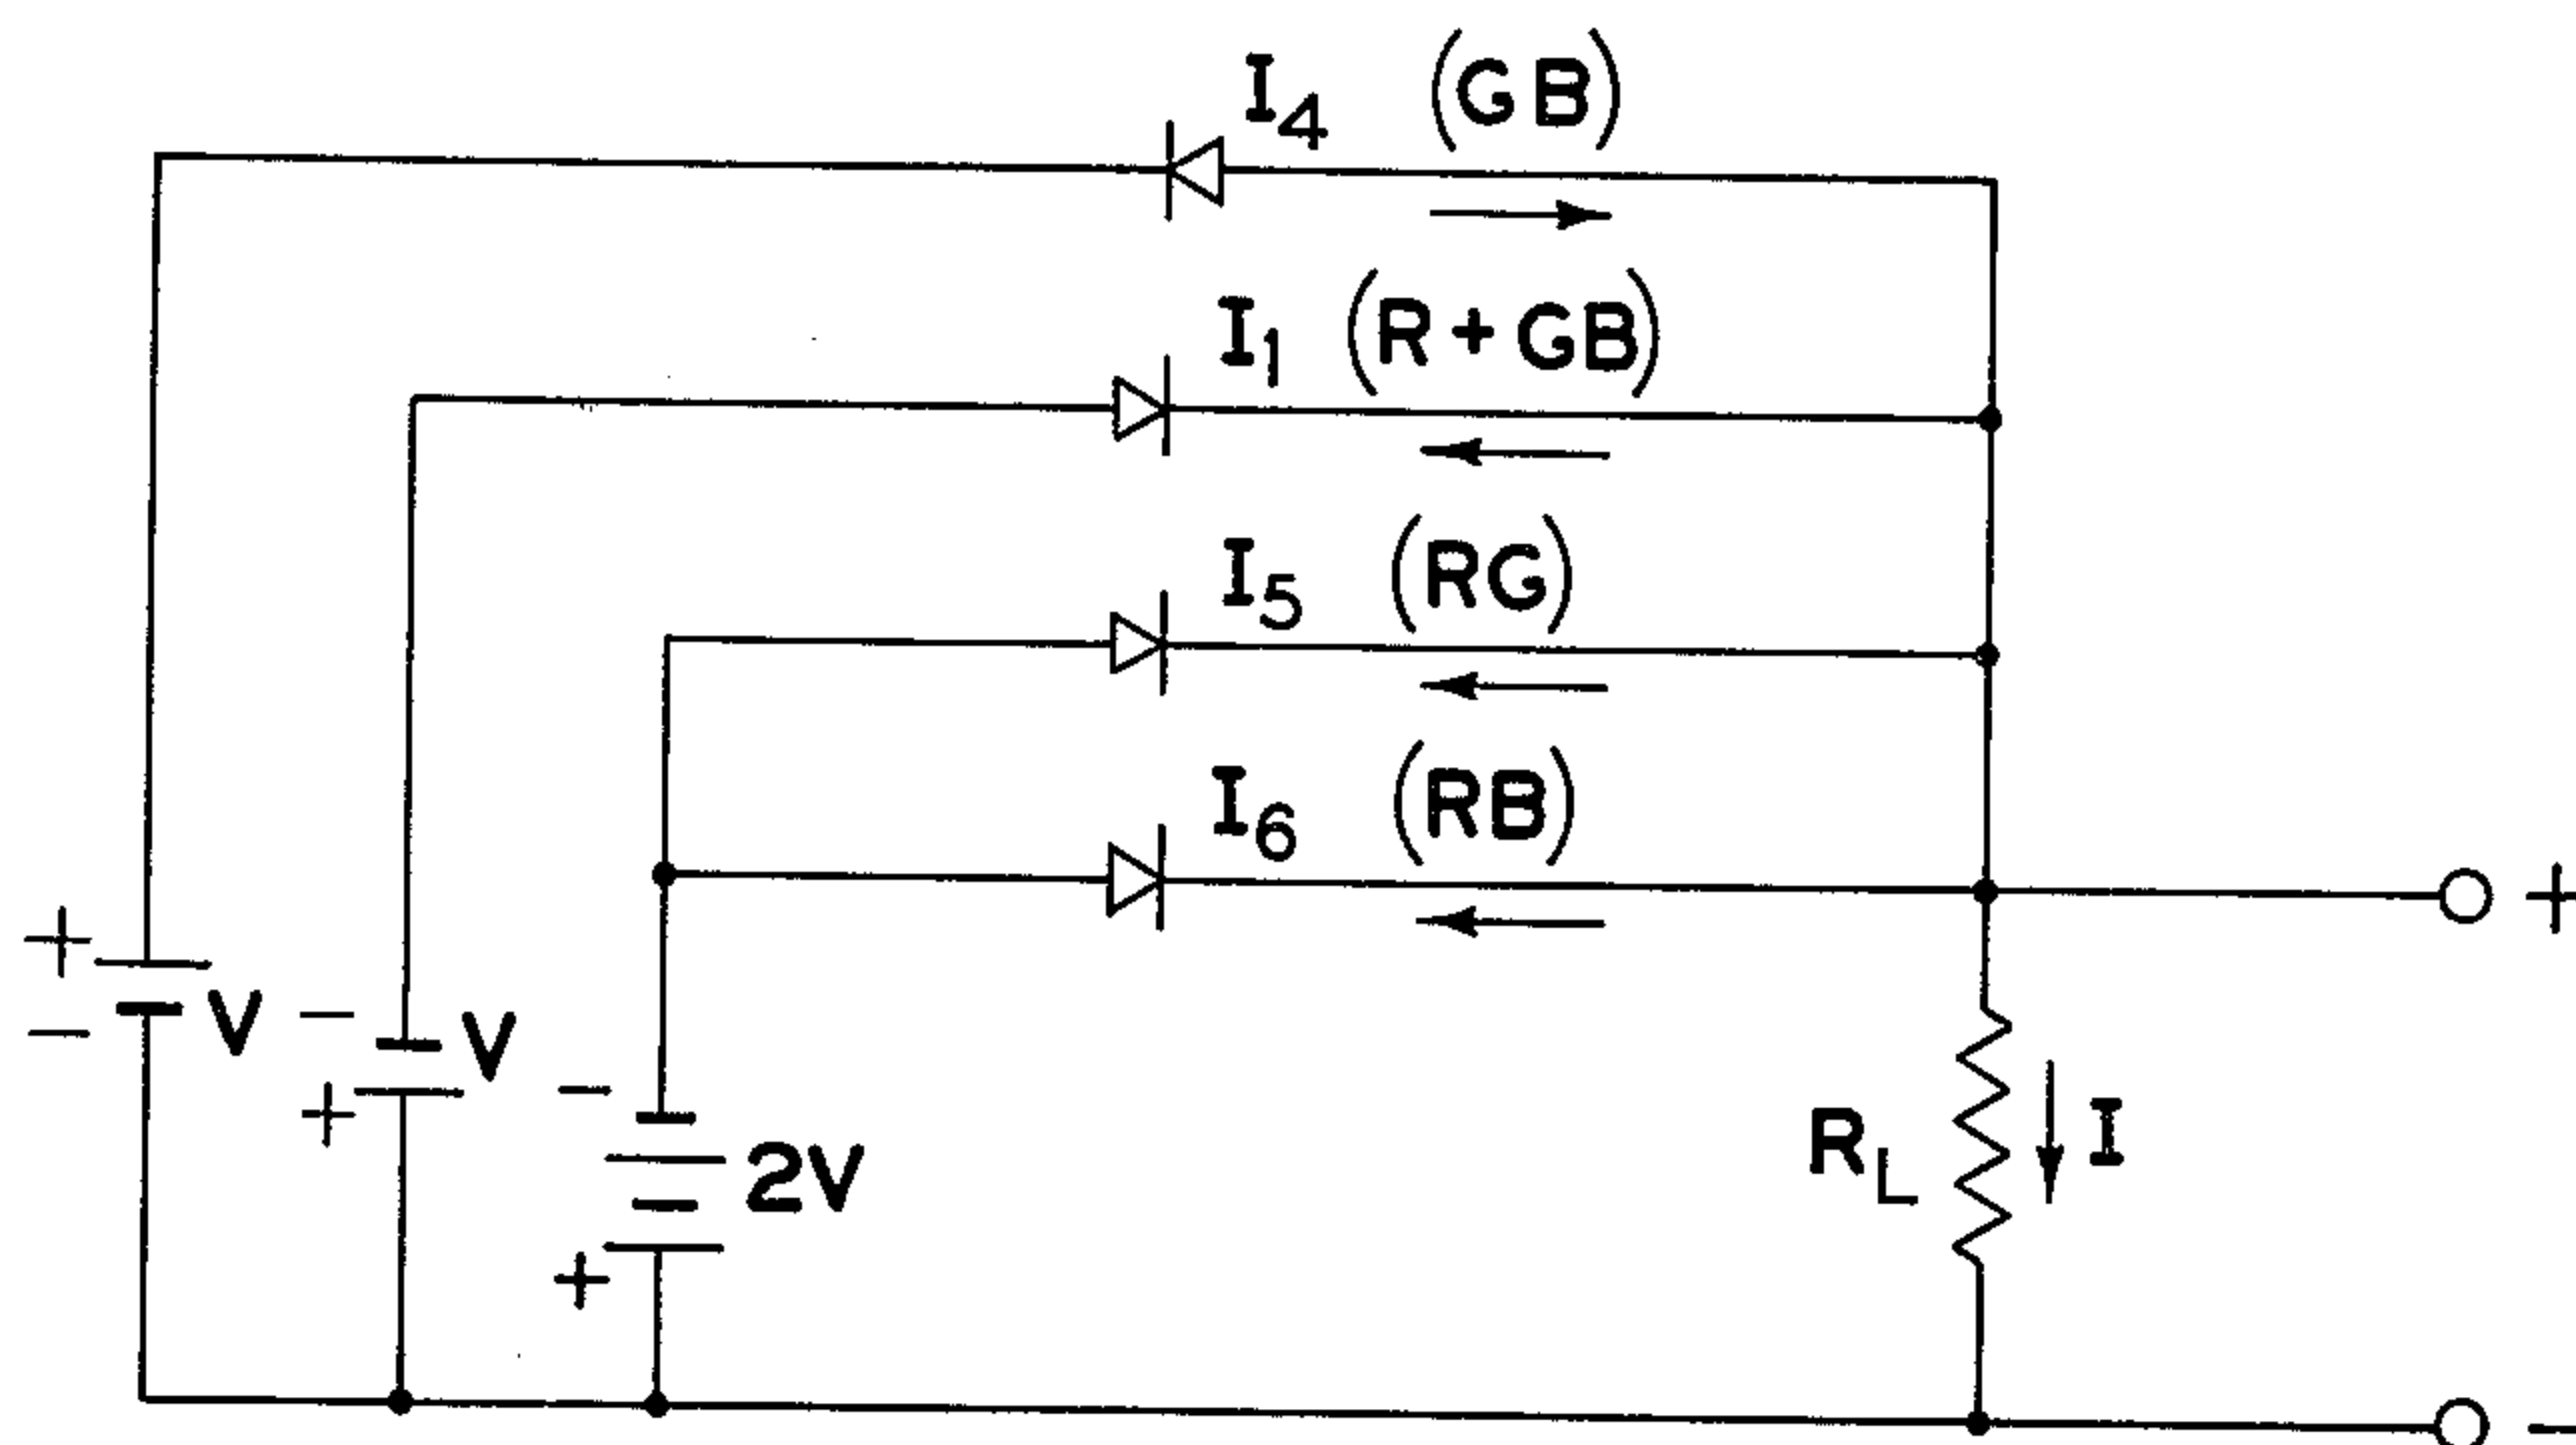 I4 (GB)
I1 (R + GB)
I5 (RG)
I6 (RB)
+
+
− V
− V
+
−
2V
RL I
+
−